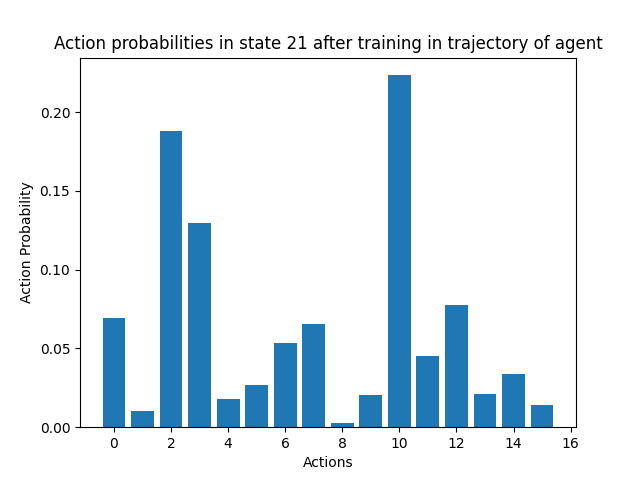 Action probabilities in state 21 after training in trajectory of agent
0.20
0.15
0.10
0.05
0.00
Action Probability
0 2 4 6 8 10 12 14 16
Actions